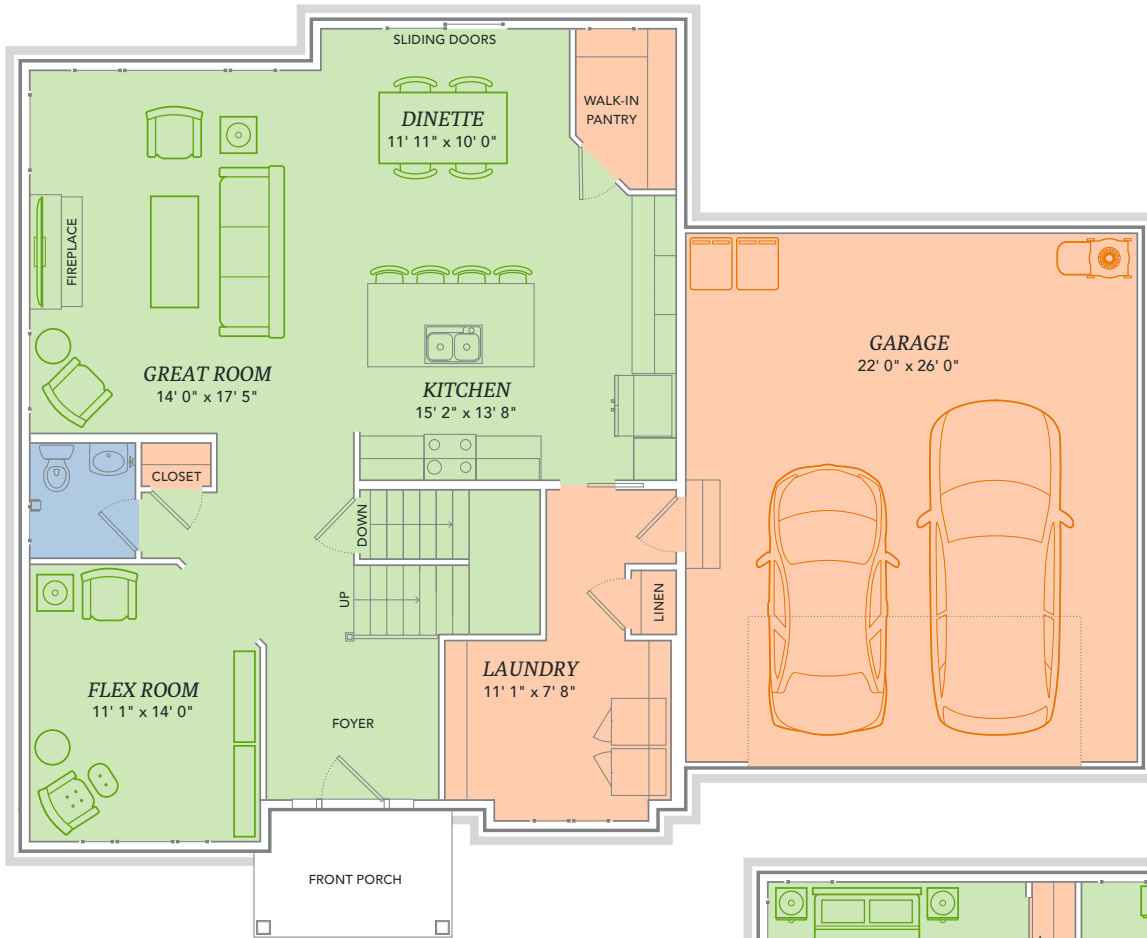 SLIDING DOORS
DINETTE
11' 11" x 10' 0"
WALK-IN
PANTRY
FIREPLACE
GREAT ROOM
14' 0" x 17' 5"
KITCHEN
15' 2" x 13' 8"
GARAGE
22' 0" x 26' 0"
CLOSET
DOWN
UP
LINEN
LAUNDRY
11' 1" x 7' 8"
FLEX ROOM
11' 1" x 14' 0"
FOYER
FRONT PORCH